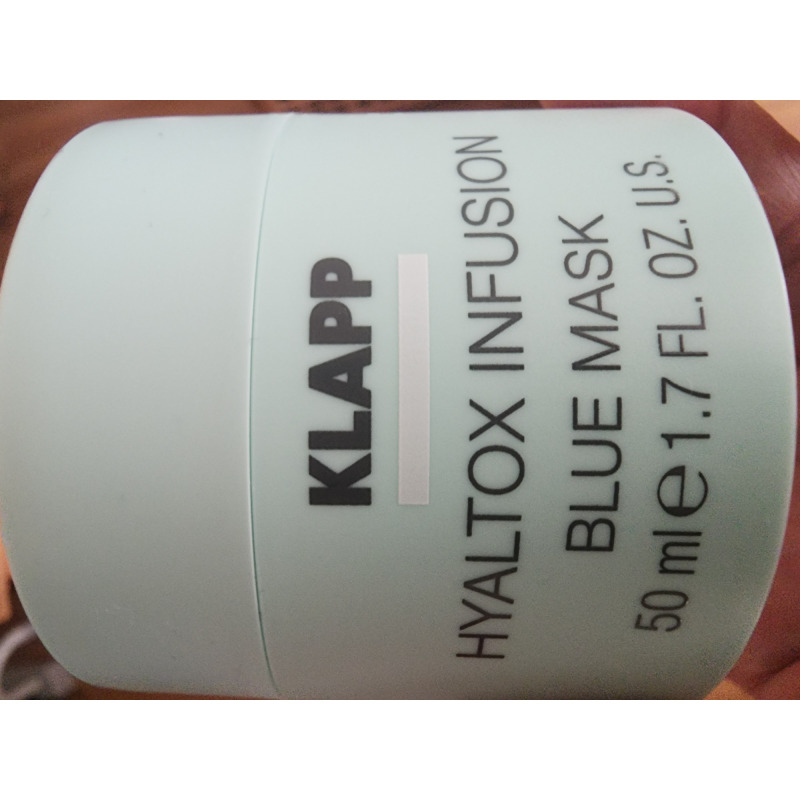 KLAPP
HYALTOX INFUSION
BLUE MASK
50 ml ℮ 1.7 FL. OZ. U.S.